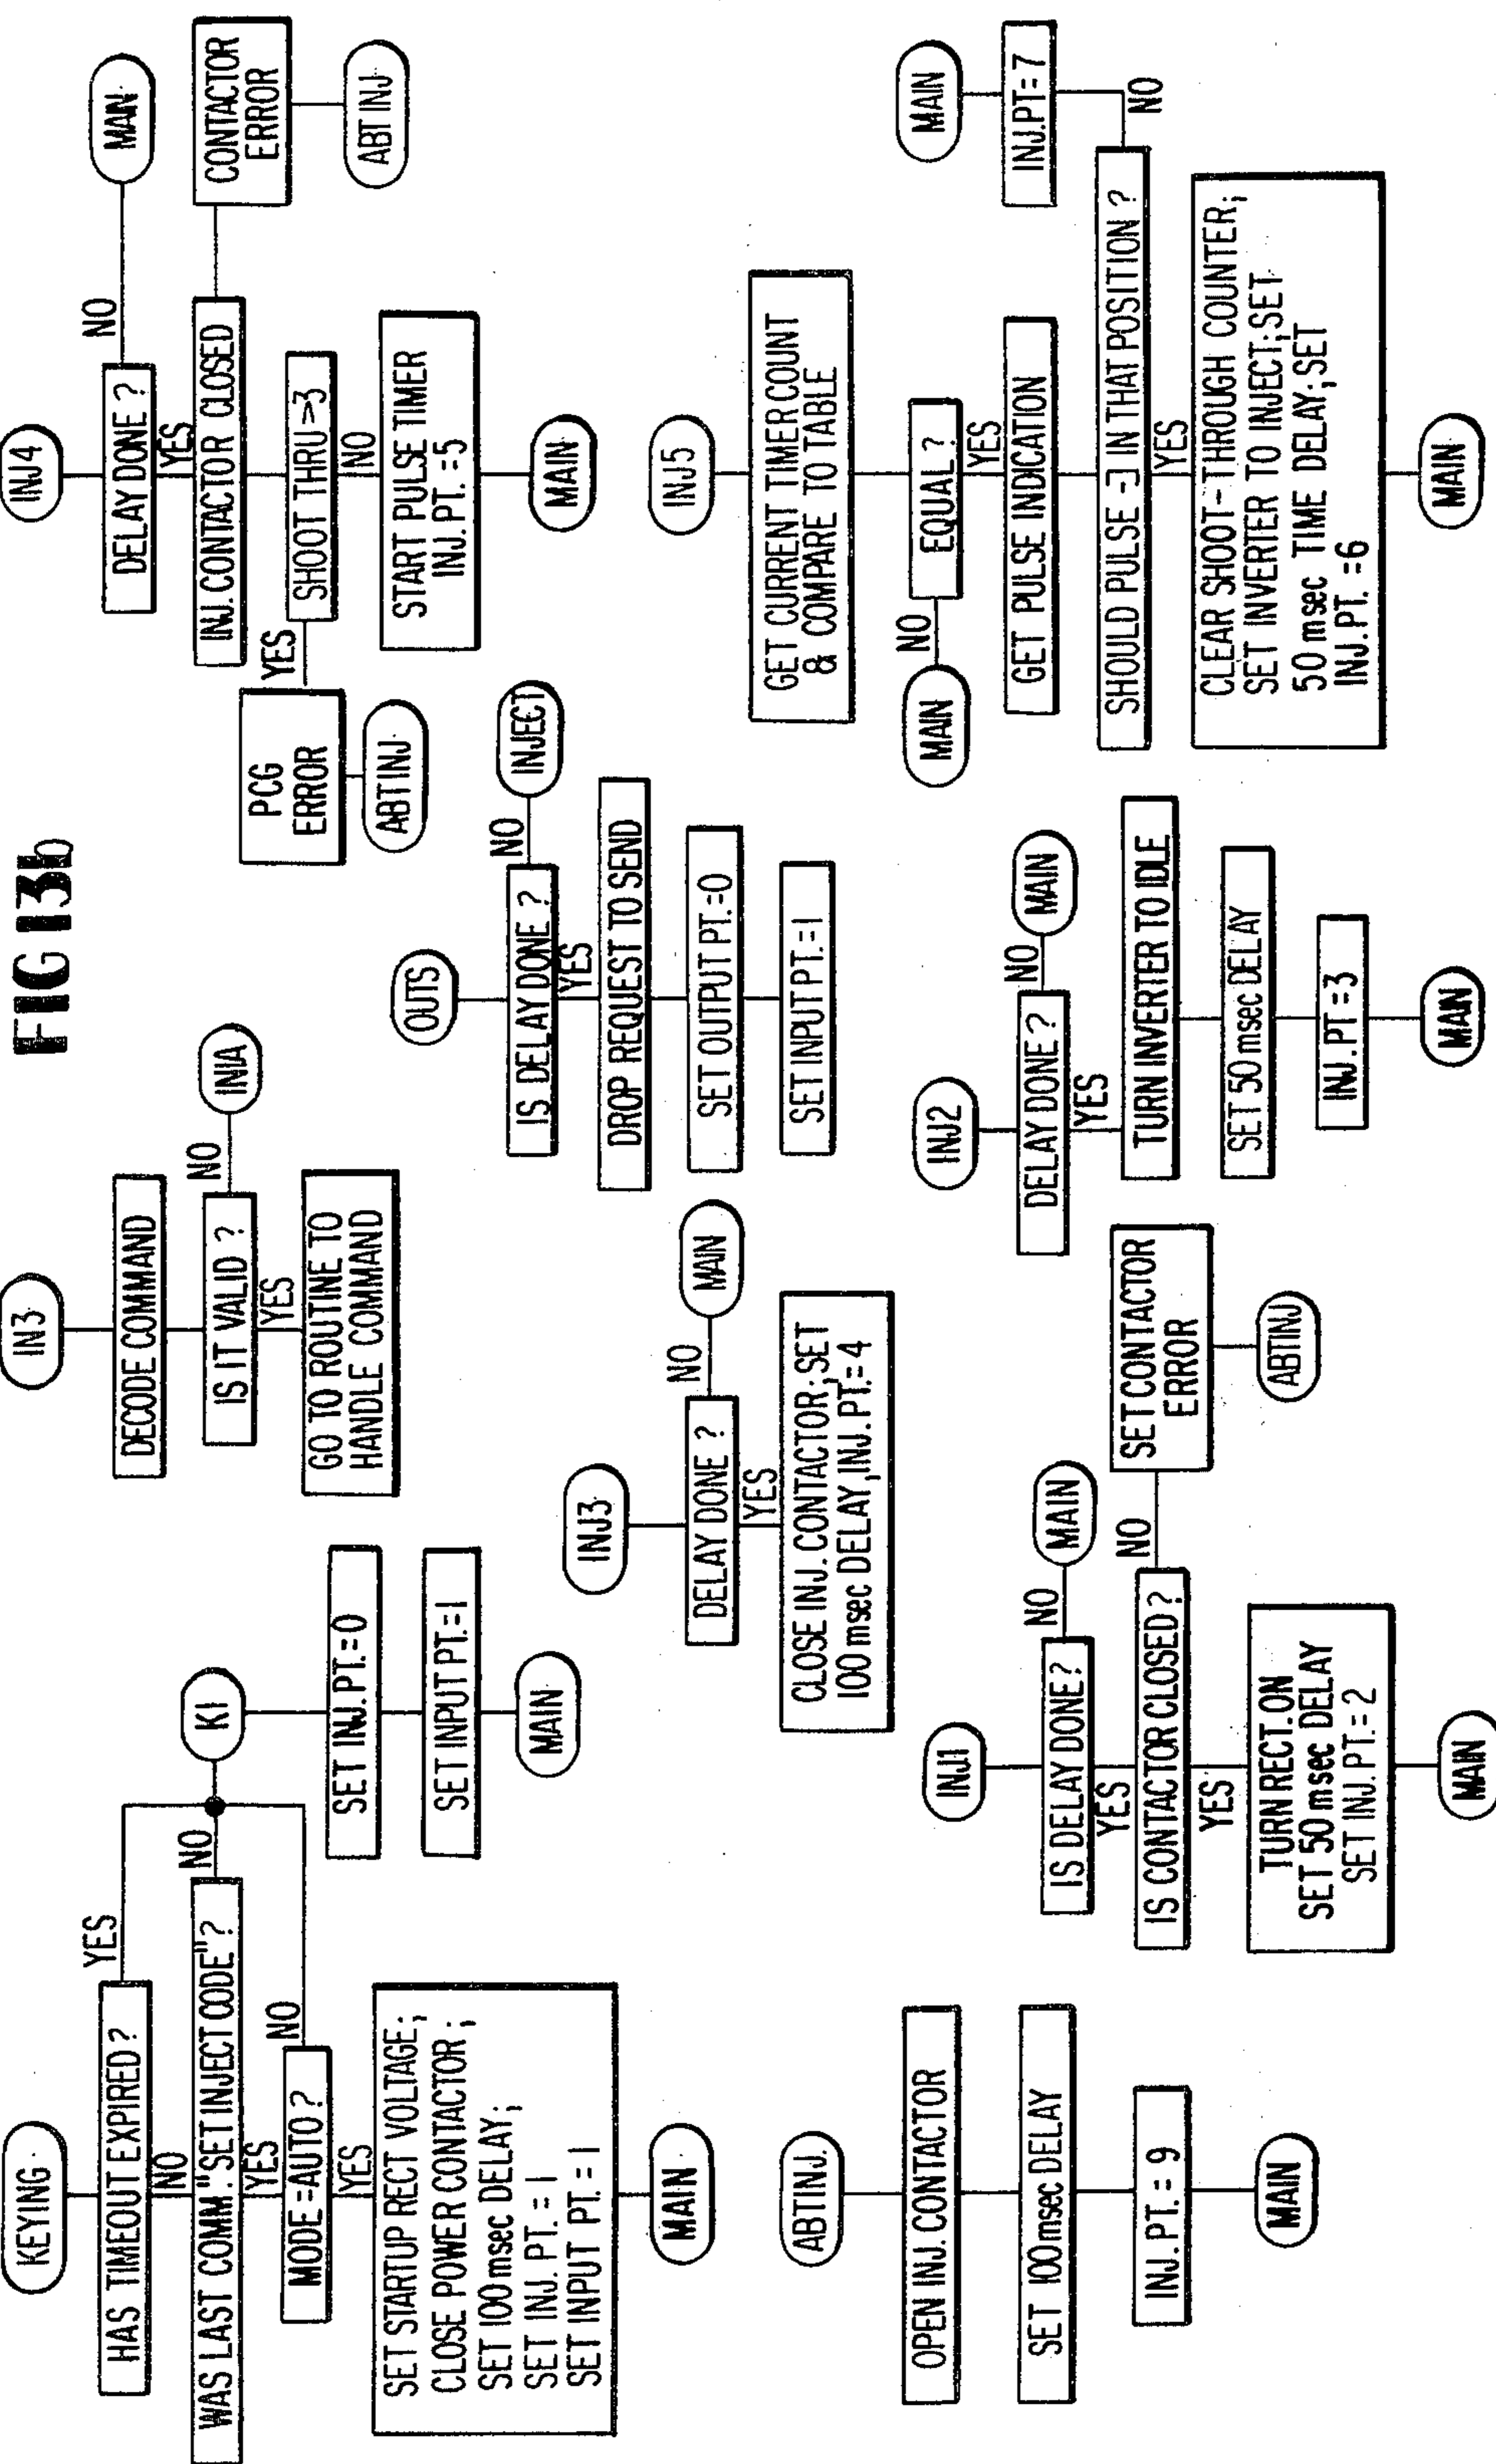 FIG 13b
KEYING
HAS TIMEOUT EXPIRED?
YES
NO
WAS LAST COMM."SET INJECT CODE"?
NO
YES
MODE=AUTO?
NO
YES
SET STARTUP RECT VOLTAGE;
CLOSE POWER CONTACTOR;
SET 100 msec DELAY;
SET INJ. PT. = 1
SET INPUT PT. = 1
MAIN
K1
SET INJ. PT. = 0
SET INPUT PT. = 1
MAIN
IN3
DECODE COMMAND
IS IT VALID ?
NO
IN1A
YES
GO TO ROUTINE TO
HANDLE COMMAND
INJ4
DELAY DONE ?
NO
MAIN
YES
INJ. CONTACTOR CLOSED
CONTACTOR
ERROR
ABT INJ
SHOOT THRU >3
YES
PCG
ERROR
ABTINJ
NO
START PULSE TIMER
INJ. PT. = 5
MAIN
OUTS
IS DELAY DONE ?
NO
INJECT
YES
DROP REQUEST TO SEND
SET OUTPUT PT. = 0
SET INPUT PT. = 1
INJ3
DELAY DONE ?
NO
MAIN
YES
CLOSE INJ. CONTACTOR; SET
100 msec DELAY, INJ. PT. = 4
INJ5
GET CURRENT TIMER COUNT
& COMPARE TO TABLE
EQUAL ?
NO
MAIN
YES
GET PULSE INDICATION
SHOULD PULSE =] IN THAT POSITION ?
NO
INJ.PT= 7
MAIN
YES
CLEAR SHOOT-THROUGH COUNTER;
SET INVERTER TO INJECT; SET
50 msec TIME DELAY; SET
INJ.PT. = 6
MAIN
ABTINJ.
OPEN INJ. CONTACTOR
SET 100msec DELAY
INJ. PT. = 9
MAIN
INJ1
IS DELAY DONE?
NO
MAIN
YES
IS CONTACTOR CLOSED?
NO
SET CONTACTOR
ERROR
ABTINJ
YES
TURN RECT. ON
SET 50 msec DELAY
SET INJ. PT. = 2
MAIN
INJ2
DELAY DONE ?
NO
MAIN
YES
TURN INVERTER TO IDLE
SET 50 msec DELAY
INJ. PT = 3
MAIN